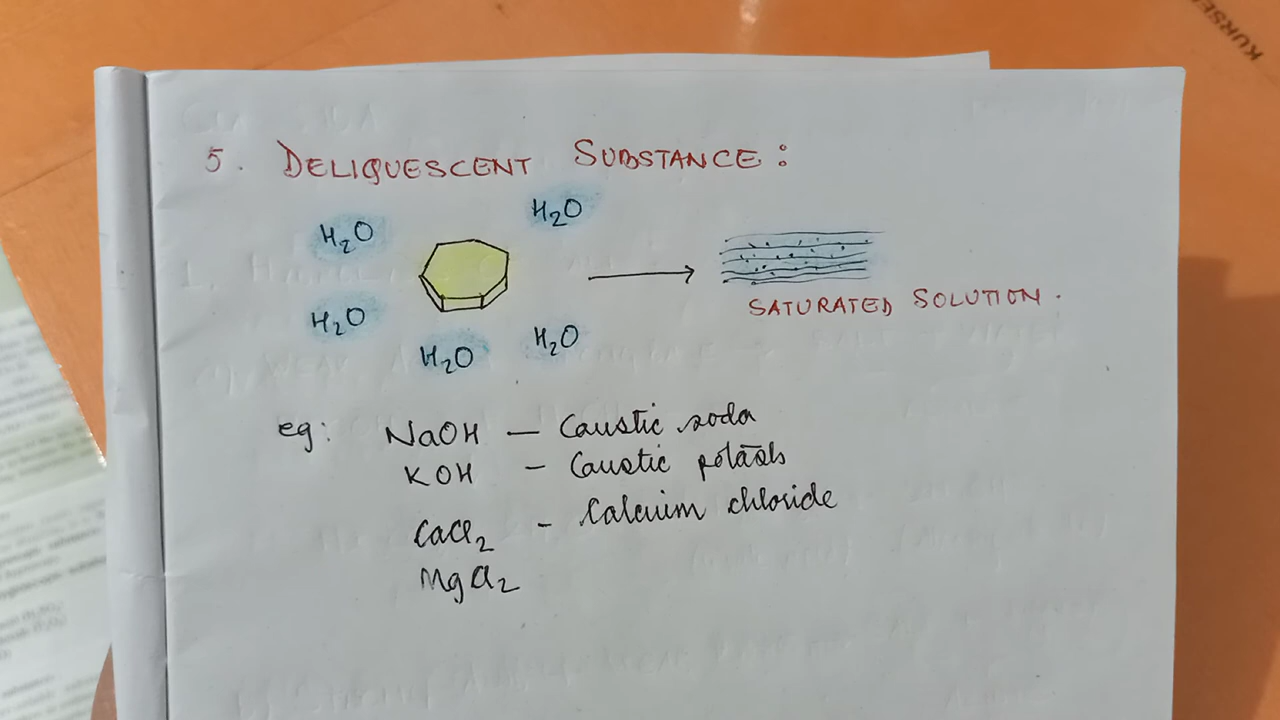 KURSE
5. DELIQUESCENT SUBSTANCE :
H2O
H2O
H2O
H2O
H2O
SATURATED SOLUTION.
eg: NaOH — Caustic soda
KOH - Caustic potash
CaCl2 - Calcium chloride
MgCl2